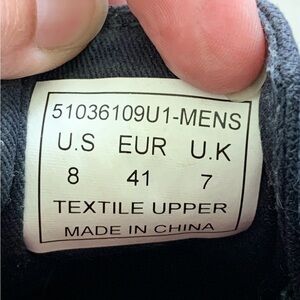 51036109U1-MENS
U.S EUR U.K
8 41 7
TEXTILE UPPER
MADE IN CHINA